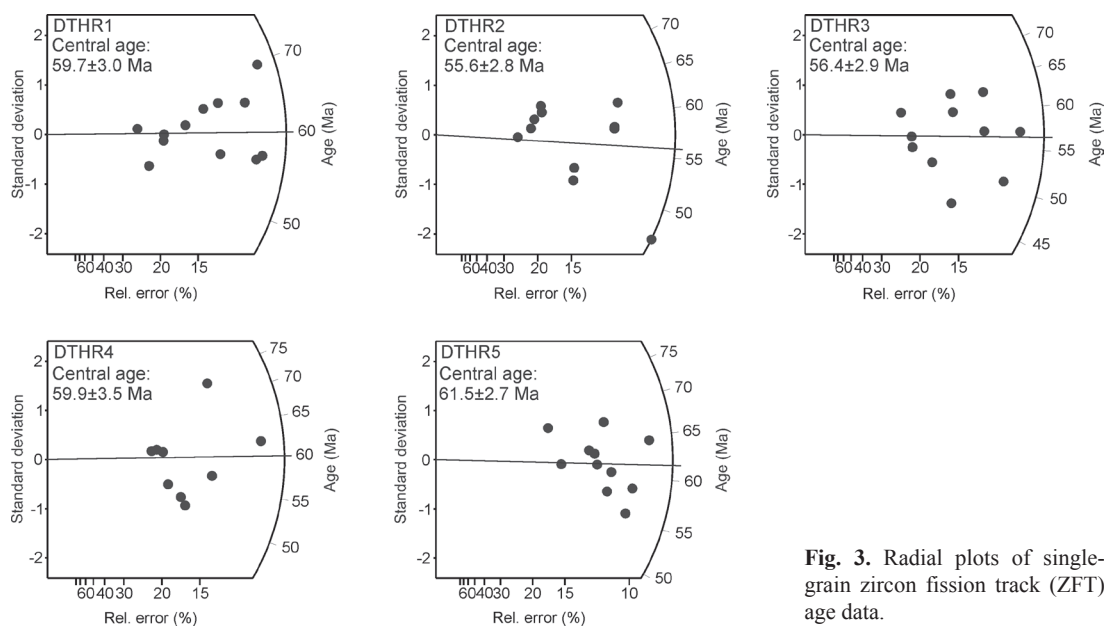 DTHR1
Central age:
59.7±3.0 Ma
2
1
0
-1
-2
Standard deviation
60 40 30 20 15
Rel. error (%)
70
60
50
Age (Ma)
DTHR2
Central age:
55.6±2.8 Ma
2
1
0
-1
-2
Standard deviation
60 40 30 20 15
Rel. error (%)
70
65
60
55
50
Age (Ma)
DTHR3
Central age:
56.4±2.9 Ma
2
1
0
-1
-2
Standard deviation
60 40 30 20 15
Rel. error (%)
70
65
60
55
50
45
Age (Ma)
DTHR4
Central age:
59.9±3.5 Ma
2
1
0
-1
-2
Standard deviation
60 40 30 20 15
Rel. error (%)
75
70
65
60
55
50
Age (Ma)
DTHR5
Central age:
61.5±2.7 Ma
2
1
0
-1
-2
Standard deviation
60 40 30 20 15 10
Rel. error (%)
75
70
65
60
55
50
Age (Ma)
Fig. 3. Radial plots of single-
grain zircon fission track (ZFT)
age data.